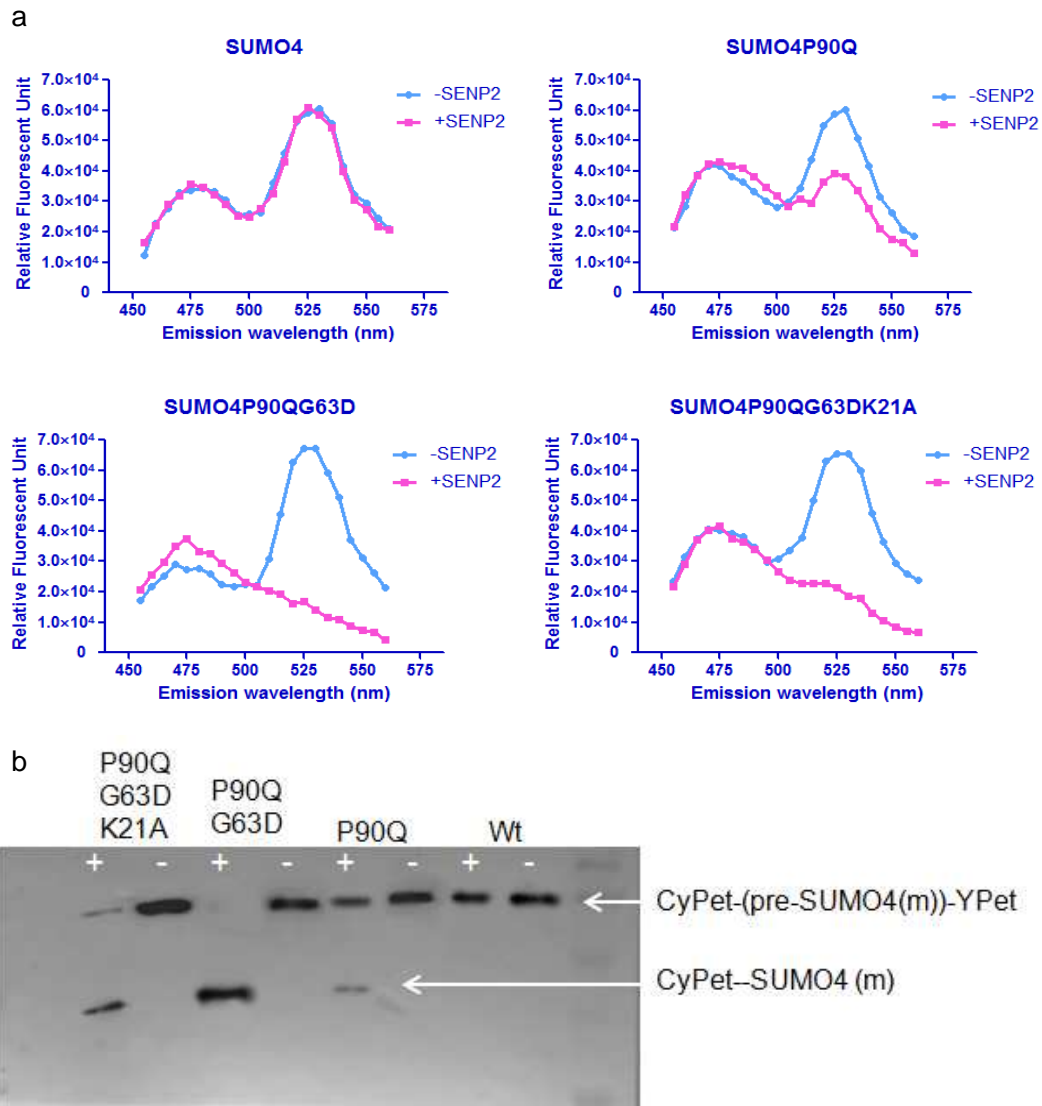 a
SUMO4
Relative Fluorescent Unit
7.0×10⁴
6.0×10⁴
5.0×10⁴
4.0×10⁴
3.0×10⁴
2.0×10⁴
1.0×10⁴
0
450 475 500 525 550 575
Emission wavelength (nm)
-SENP2
+SENP2
SUMO4P90Q
Relative Fluorescent Unit
7.0×10⁴
6.0×10⁴
5.0×10⁴
4.0×10⁴
3.0×10⁴
2.0×10⁴
1.0×10⁴
0
450 475 500 525 550 575
Emission wavelength (nm)
-SENP2
+SENP2
SUMO4P90QG63D
Relative Fluorescent Unit
7.0×10⁴
6.0×10⁴
5.0×10⁴
4.0×10⁴
3.0×10⁴
2.0×10⁴
1.0×10⁴
0
450 475 500 525 550 575
Emission wavelength (nm)
-SENP2
+SENP2
SUMO4P90QG63DK21A
Relative Fluorescent Unit
7.0×10⁴
6.0×10⁴
5.0×10⁴
4.0×10⁴
3.0×10⁴
2.0×10⁴
1.0×10⁴
0
450 475 500 525 550 575
Emission wavelength (nm)
-SENP2
+SENP2
b
P90Q
G63D
K21A
P90Q
G63D
P90Q
Wt
+ - + - + - + -
CyPet-(pre-SUMO4(m))-YPet
CyPet--SUMO4 (m)